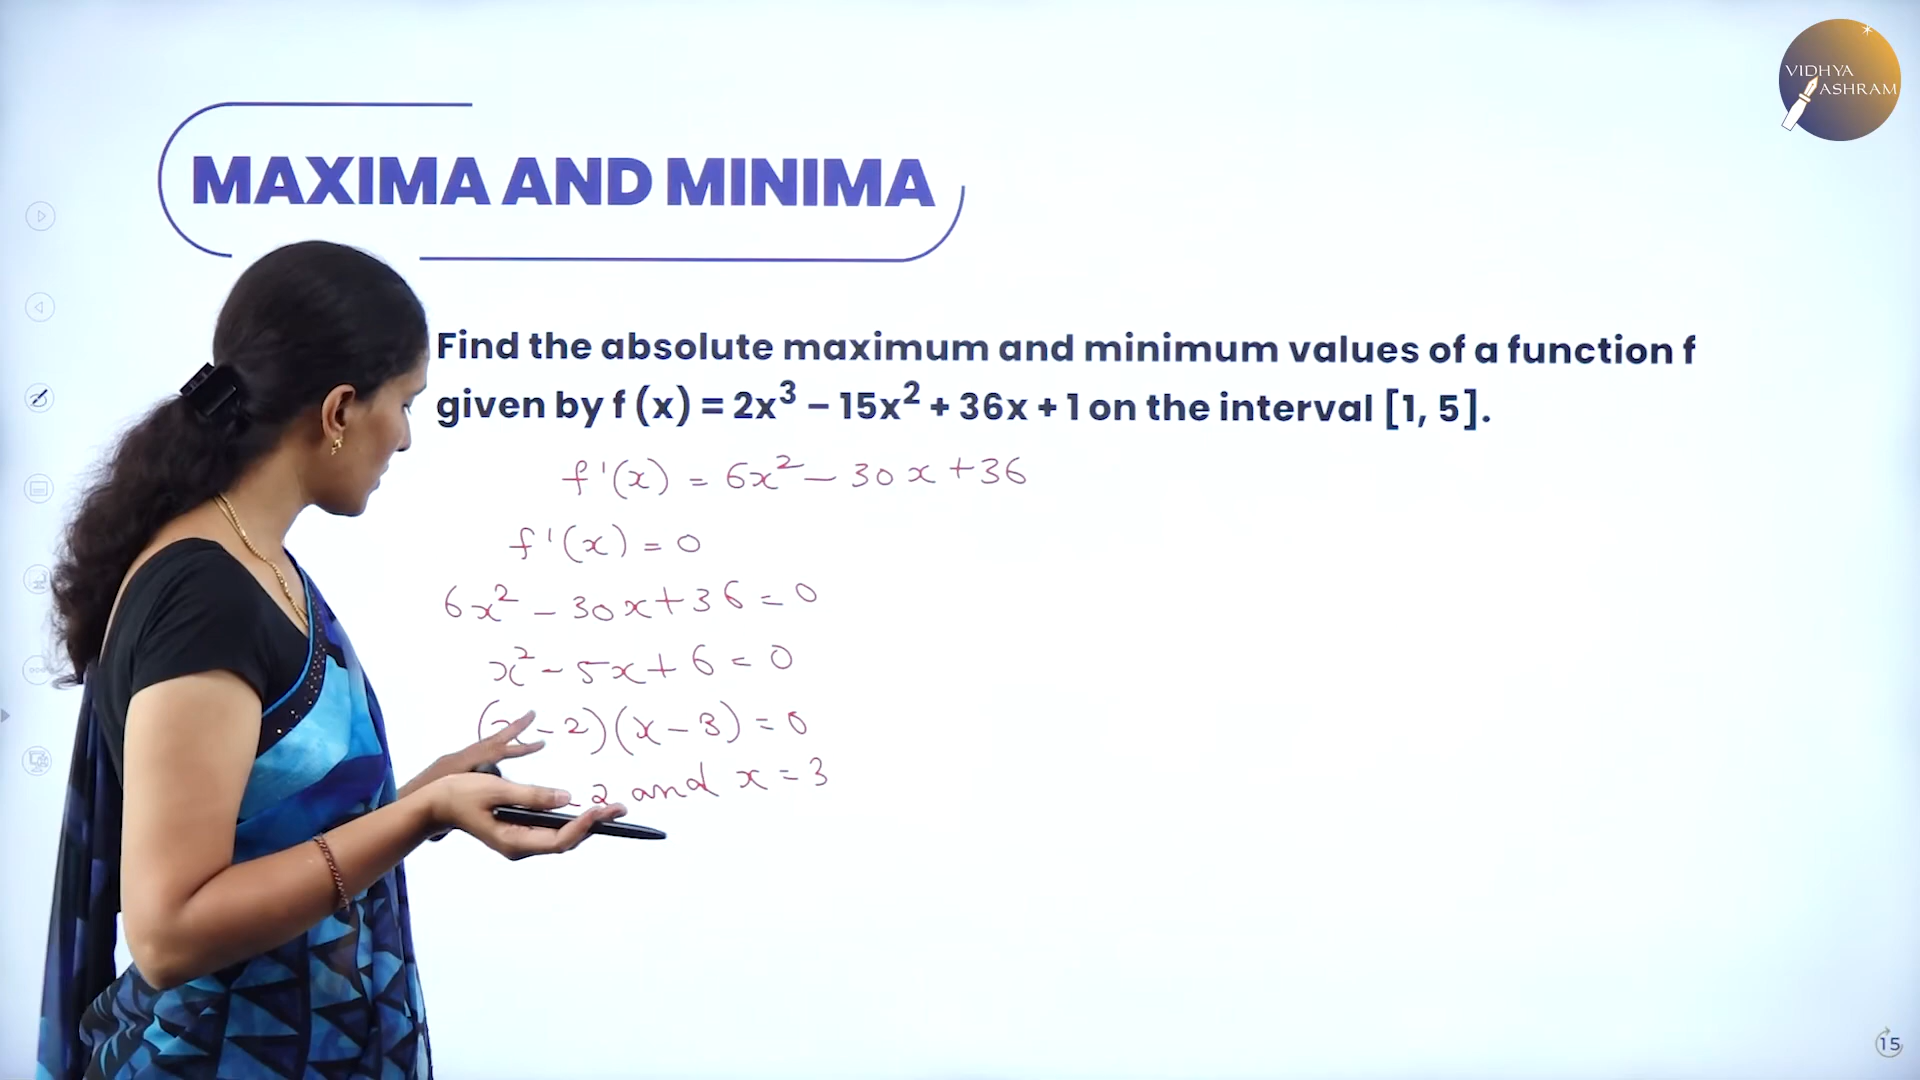 VIDHYA
ASHRAM
MAXIMA AND MINIMA
Find the absolute maximum and minimum values of a function f
given by f (x) = 2x³ – 15x² + 36x + 1 on the interval [1, 5].
f'(x) = 6x² – 30x + 36
f'(x) = 0
6x² – 30x + 36 = 0
x² – 5x + 6 = 0
(x – 2)(x – 3) = 0
2 and x = 3
15